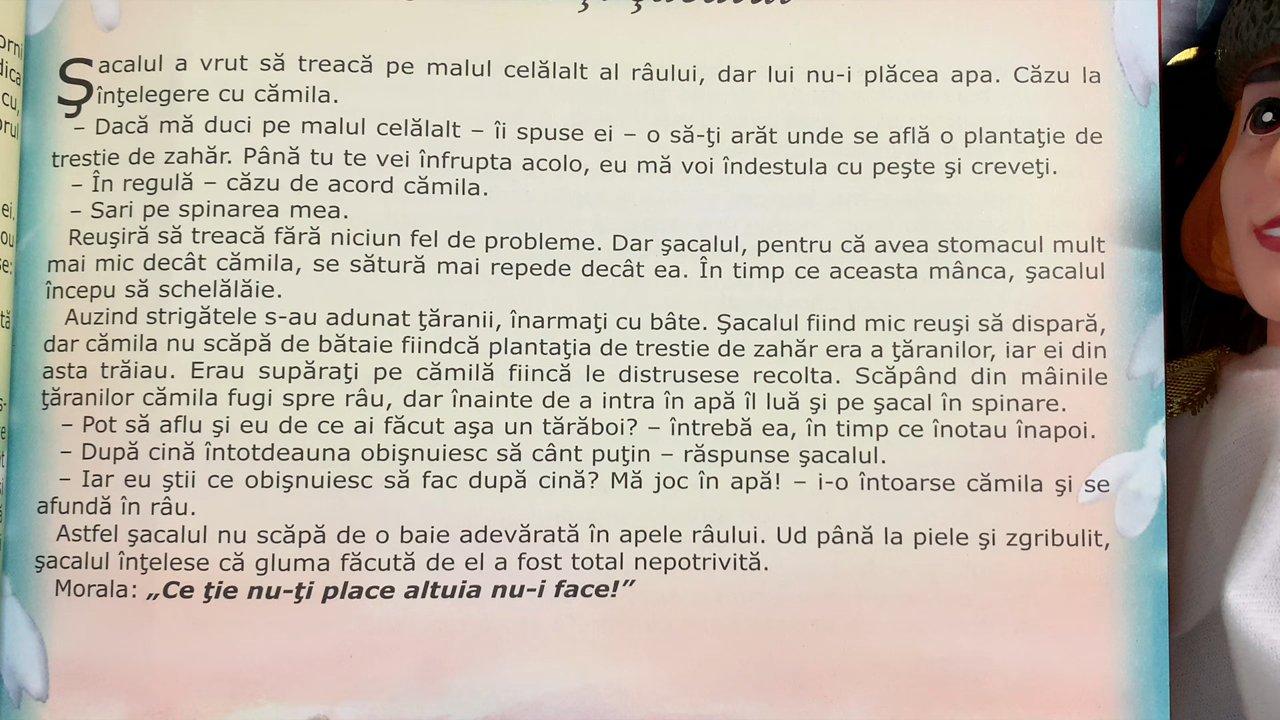 Şacalul a vrut să treacă pe malul celălalt al râului, dar lui nu-i plăcea apa. Căzu la
înţelegere cu cămila.
– Dacă mă duci pe malul celălalt – îi spuse ei – o să-ţi arăt unde se află o plantaţie de
trestie de zahăr. Până tu te vei înfrupta acolo, eu mă voi îndestula cu peşte şi creveţi.
– În regulă – căzu de acord cămila.
– Sari pe spinarea mea.
Reuşiră să treacă fără niciun fel de probleme. Dar şacalul, pentru că avea stomacul mult
mai mic decât cămila, se sătură mai repede decât ea. În timp ce aceasta mânca, şacalul
începu să schelălăie.
Auzind strigătele s-au adunat ţăranii, înarmaţi cu bâte. Şacalul fiind mic reuşi să dispară,
dar cămila nu scăpă de bătaie fiindcă plantaţia de trestie de zahăr era a ţăranilor, iar ei din
asta trăiau. Erau supăraţi pe cămilă fiincă le distrusese recolta. Scăpând din mâinile
ţăranilor cămila fugi spre râu, dar înainte de a intra în apă îl luă şi pe şacal în spinare.
– Pot să aflu şi eu de ce ai făcut aşa un tărăboi? – întrebă ea, în timp ce înotau înapoi.
– După cină întotdeauna obişnuiesc să cânt puţin – răspunse şacalul.
– Iar eu ştii ce obişnuiesc să fac după cină? Mă joc în apă! – i-o întoarse cămila şi se
afundă în râu.
Astfel şacalul nu scăpă de o baie adevărată în apele râului. Ud până la piele şi zgribulit,
şacalul înţelese că gluma făcută de el a fost total nepotrivită.
Morala: „Ce ţie nu-ţi place altuia nu-i face!”